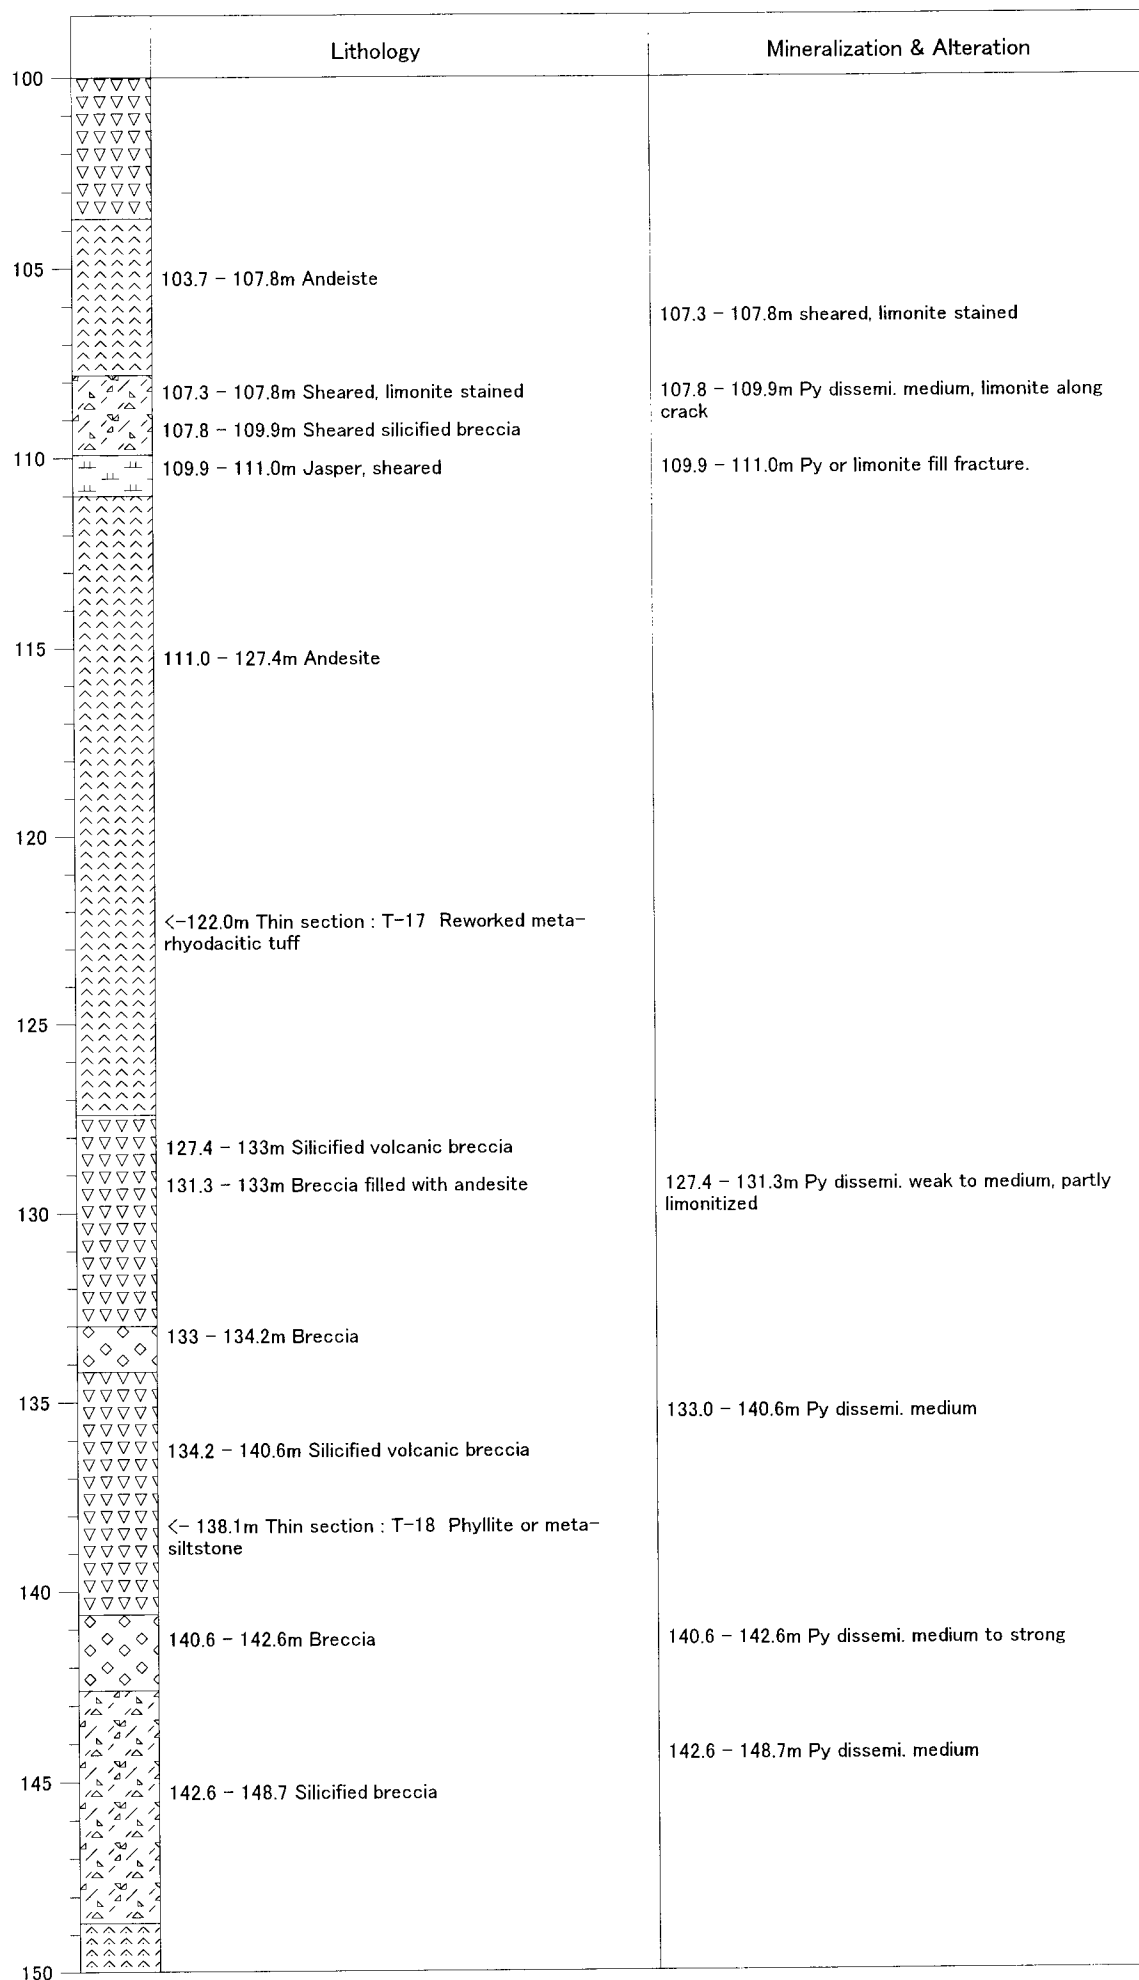 Lithology
Mineralization & Alteration
100
105
103.7 - 107.8m Andeiste
107.3 - 107.8m sheared, limonite stained
107.3 - 107.8m Sheared, limonite stained
107.8 - 109.9m Py dissemi. medium, limonite along
crack
107.8 - 109.9m Sheared silicified breccia
110
109.9 - 111.0m Jasper, sheared
109.9 - 111.0m Py or limonite fill fracture.
115
111.0 - 127.4m Andesite
120
<-122.0m Thin section : T-17 Reworked meta-
rhyodacitic tuff
125
127.4 - 133m Silicified volcanic breccia
131.3 - 133m Breccia filled with andesite
127.4 - 131.3m Py dissemi. weak to medium, partly
limonitized
130
133 - 134.2m Breccia
135
133.0 - 140.6m Py dissemi. medium
134.2 - 140.6m Silicified volcanic breccia
<- 138.1m Thin section : T-18 Phyllite or meta-
siltstone
140
140.6 - 142.6m Breccia
140.6 - 142.6m Py dissemi. medium to strong
142.6 - 148.7m Py dissemi. medium
145
142.6 - 148.7 Silicified breccia
150